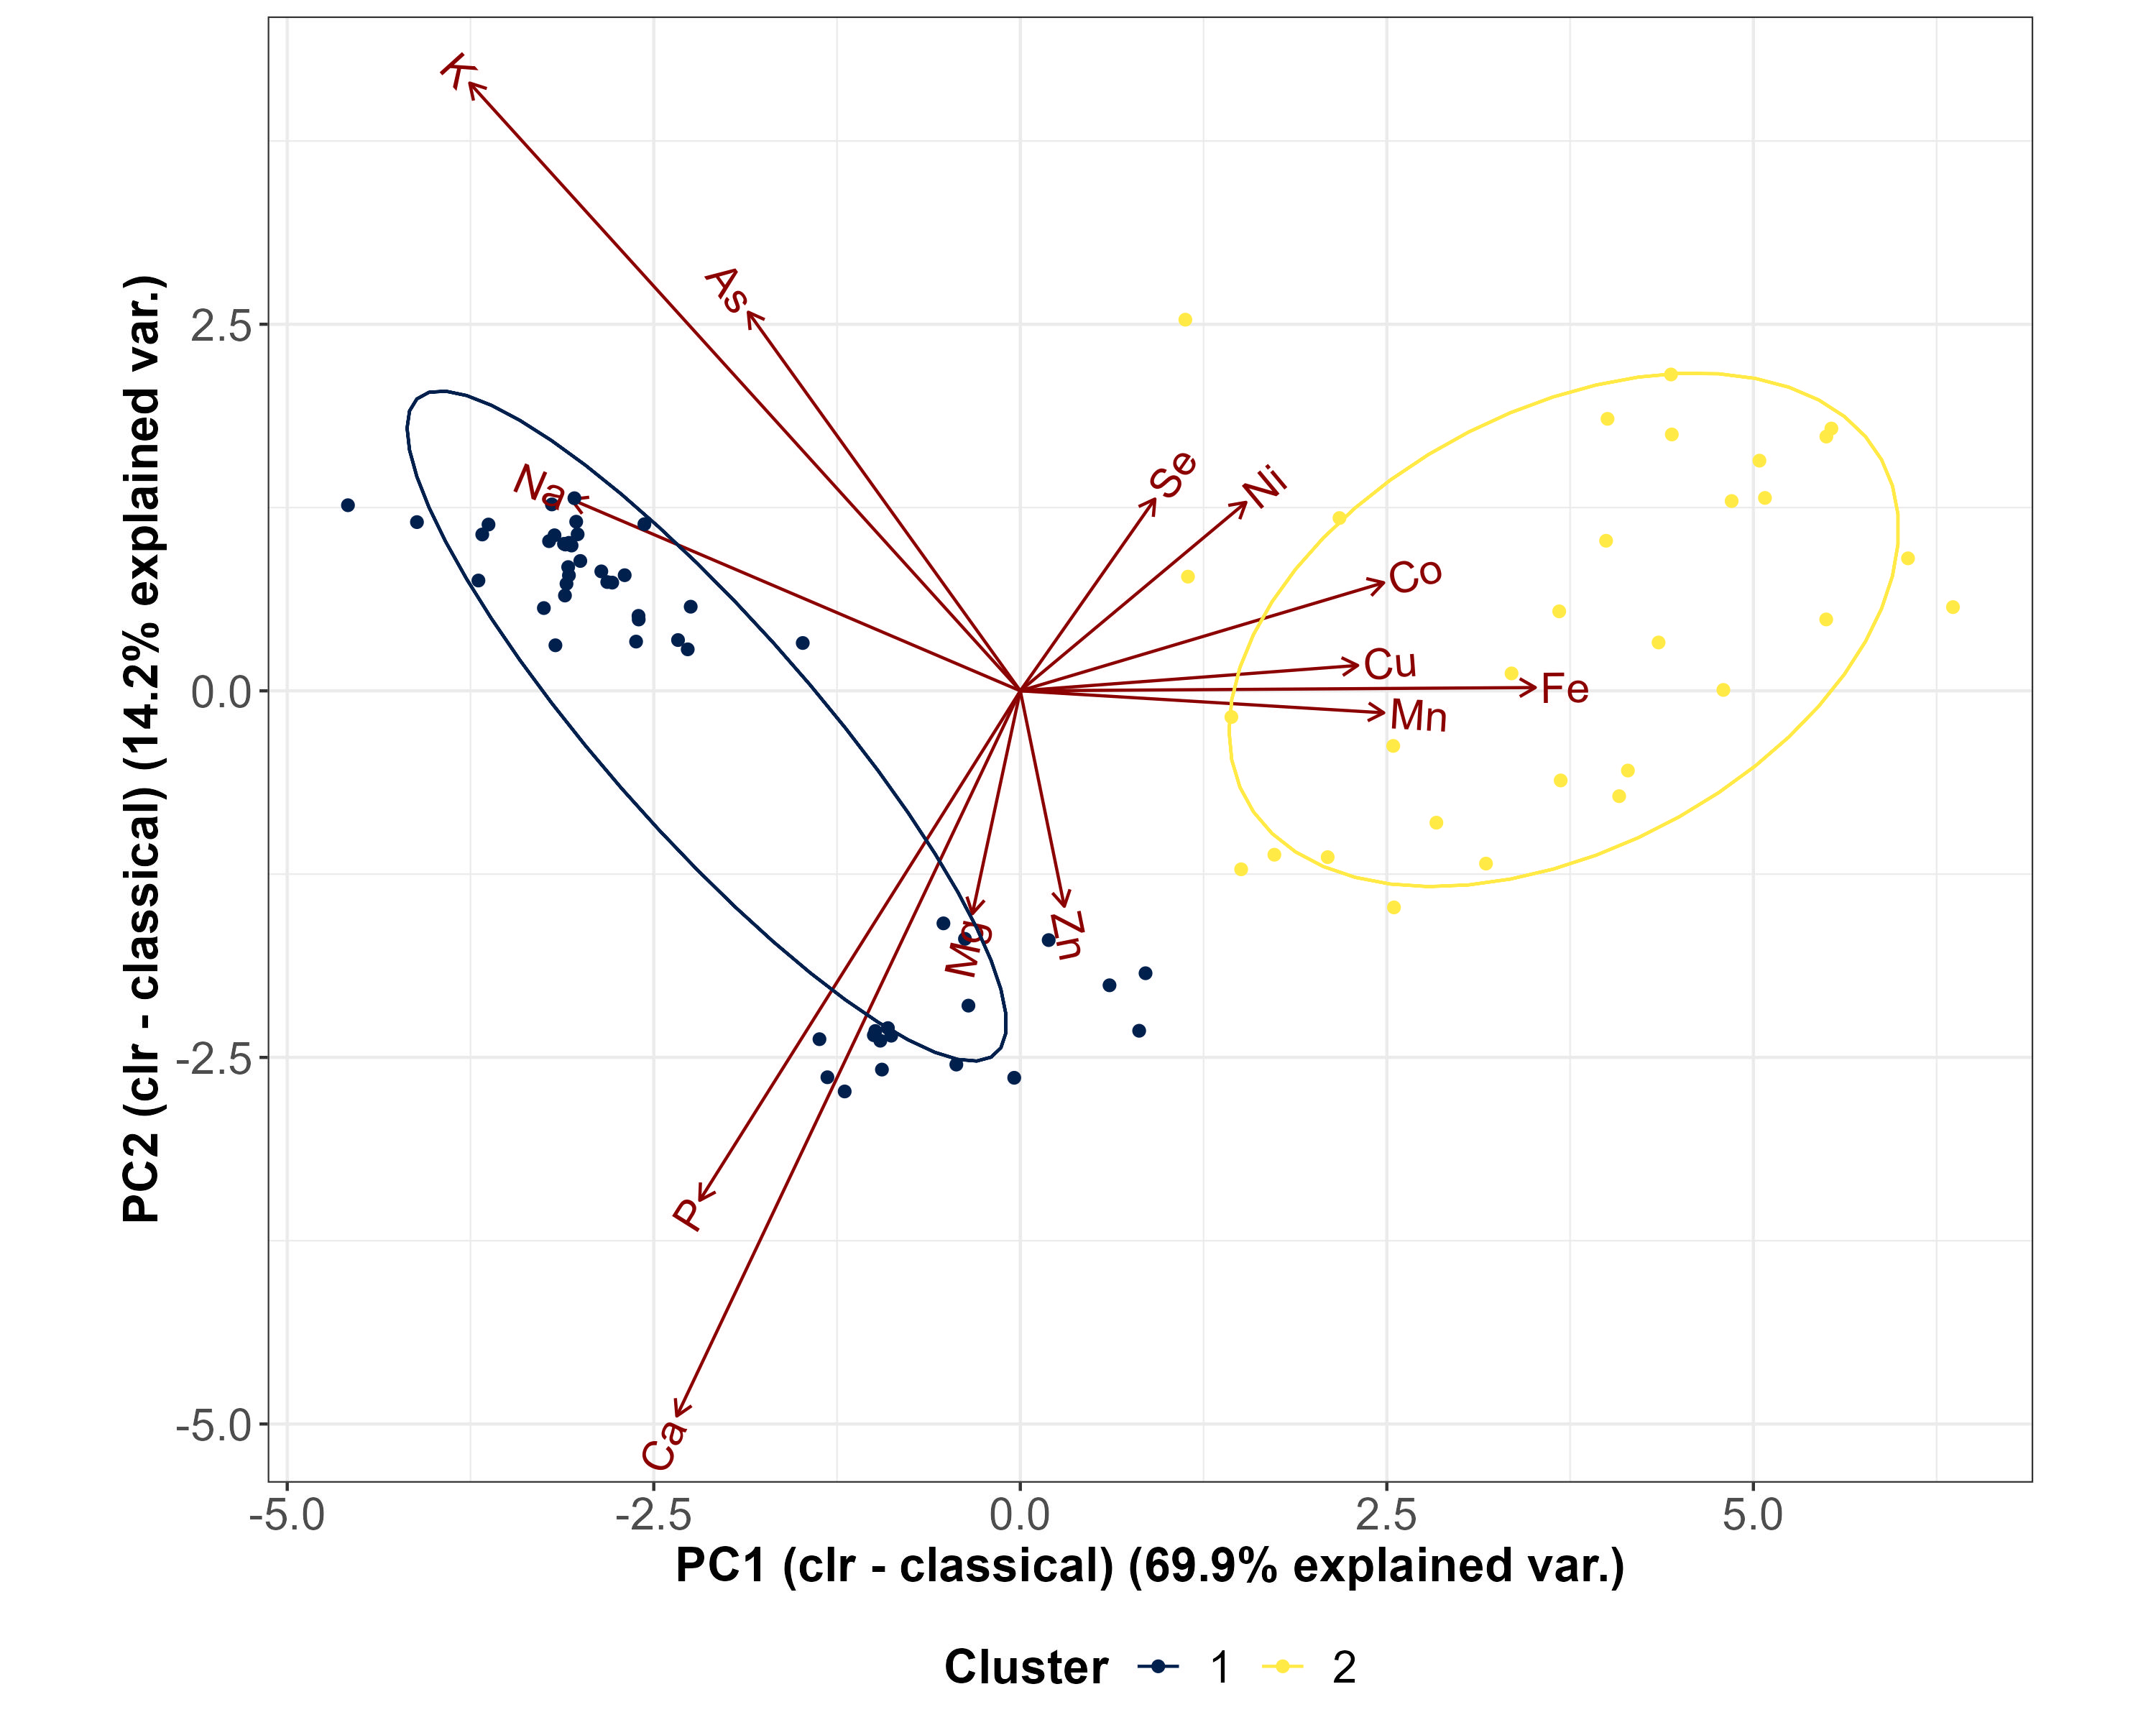 K
As
2.5
Se
Na
Ni
Co
Cu
0.0
Fe
Mn
Mg
Zn
-2.5
P
-5.0
Ca
PC2 (clr - classical) (14.2% explained var.)
-5.0 -2.5 0.0 2.5 5.0
PC1 (clr - classical) (69.9% explained var.)
Cluster 1 2